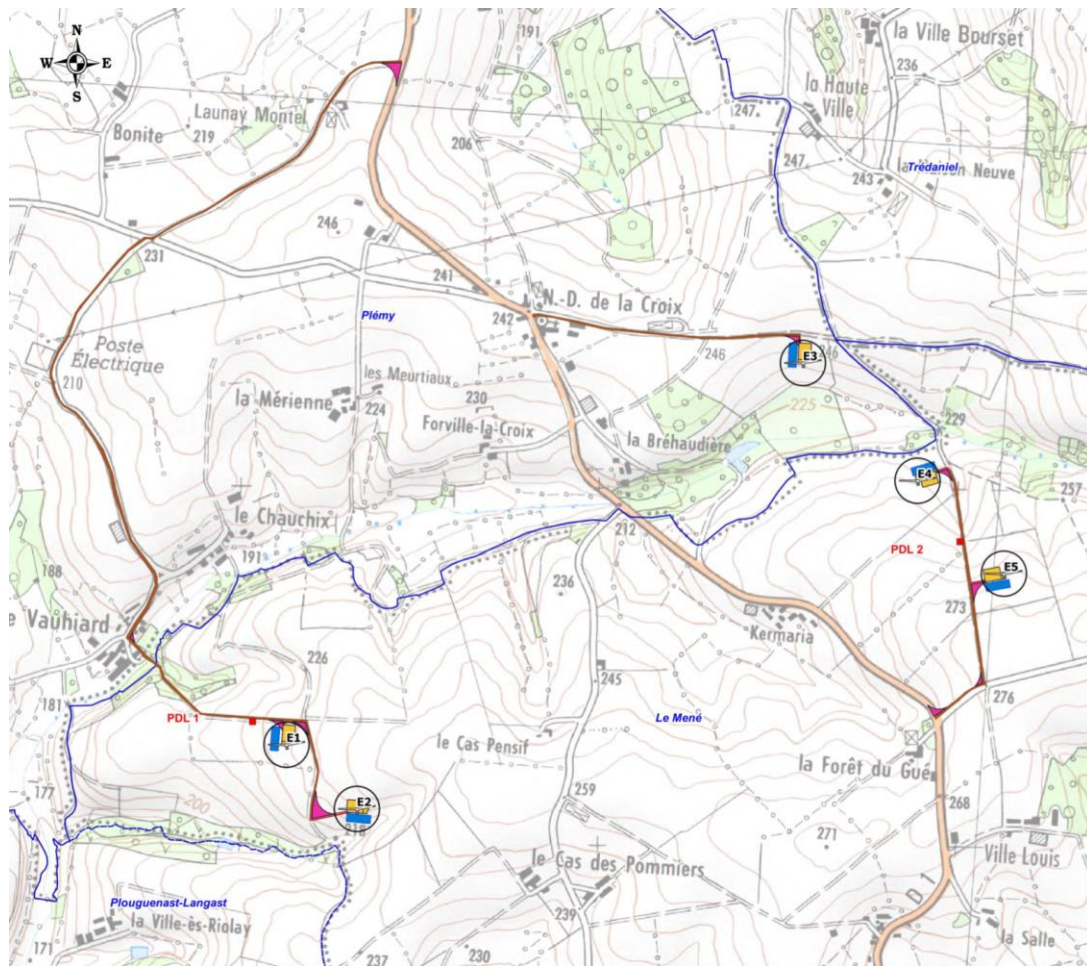 N
W E
S
191
la Ville Bourset
236
la Haute
Ville
247
Launay Montel
219
Bonite
206
247
243
Trédaniel
246
231
241
Plémy
242
N.-D. de la Croix
246
E3
246
Poste
Électrique
210
les Meurtiaux
la Mérienne
224
230
Forville-la-Croix
225
la Bréhaudière
229
E4
257
le Chauchix
191
212
PDL 2
236
E5
273
188
Vauhiard
Kermaria
226
181
245
276
PDL 1
Le Mené
E1
le Cas Pensif
la Forêt du Gué
177
200
E2
259
268
271
Ville Louis
le Cas des Pommiers
Plouguenast-Langast
la Ville-ès-Riolay
239
D 1
171
237
230
la Salle